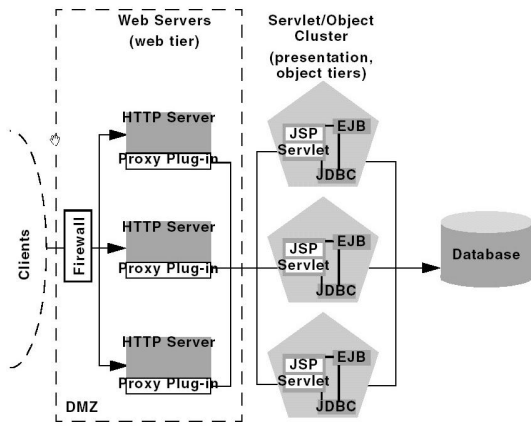 Web Servers
(web tier)
Servlet/Object
Cluster
(presentation,
object tiers)
Clients
Firewall
HTTP Server
Proxy Plug-in
HTTP Server
Proxy Plug-in
HTTP Server
Proxy Plug-in
DMZ
JSP
EJB
Servlet
JDBC
JSP
EJB
Servlet
JDBC
JSP
EJB
Servlet
JDBC
Database